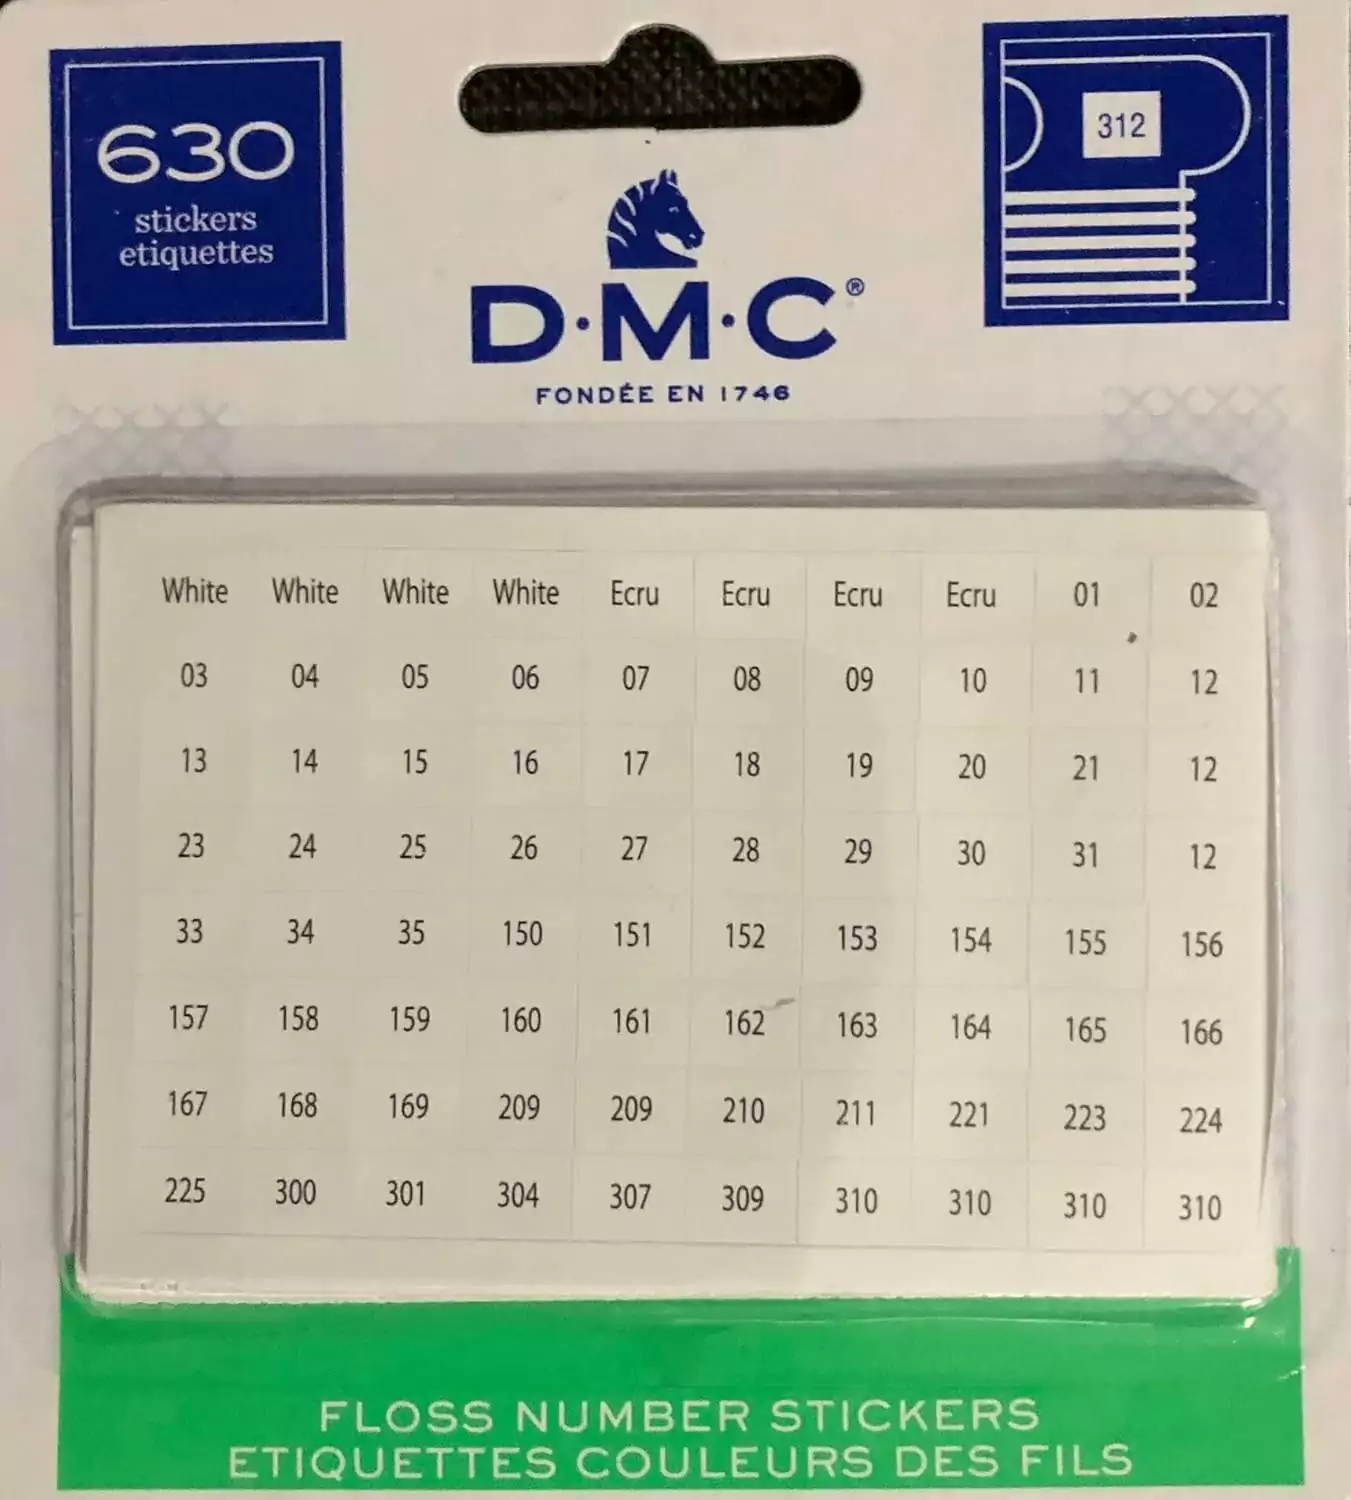 630
stickers
etiquettes
312
D·M·C®
FONDÉE EN 1746
White White White White Ecru Ecru Ecru Ecru 01 02
03 04 05 06 07 08 09 10 11 12
13 14 15 16 17 18 19 20 21 12
23 24 25 26 27 28 29 30 31 12
33 34 35 150 151 152 153 154 155 156
157 158 159 160 161 162 163 164 165 166
167 168 169 209 209 210 211 221 223 224
225 300 301 304 307 309 310 310 310 310
FLOSS NUMBER STICKERS
ETIQUETTES COULEURS DES FILS